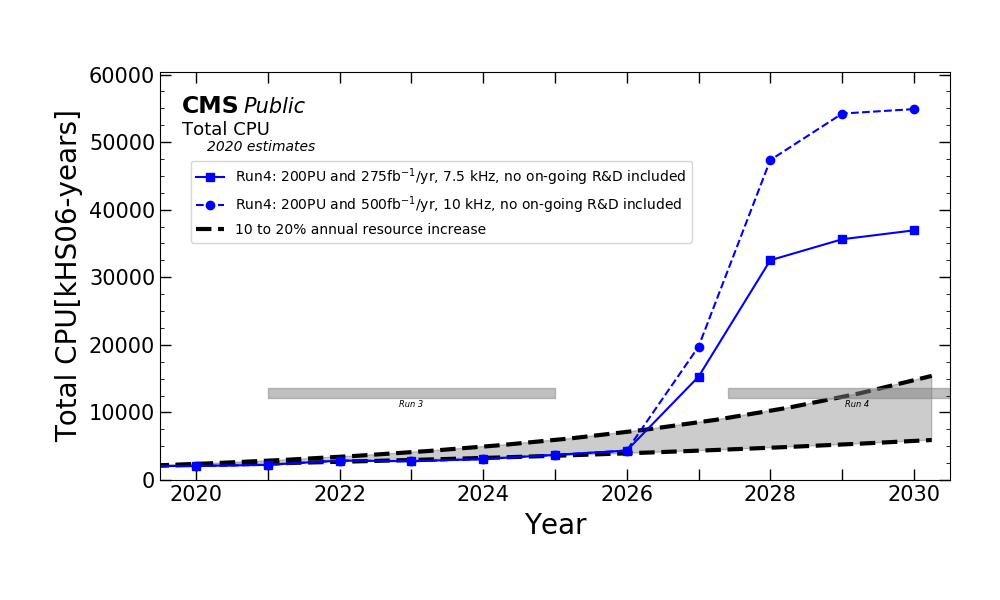 60000
50000
40000
30000
20000
10000
0
Total CPU[kHS06-years]
CMS Public
Total CPU
2020 estimates
Run4: 200PU and 275fb⁻¹/yr, 7.5 kHz, no on-going R&D included
Run4: 200PU and 500fb⁻¹/yr, 10 kHz, no on-going R&D included
10 to 20% annual resource increase
Run 3
Run 4
2020 2022 2024 2026 2028 2030
Year